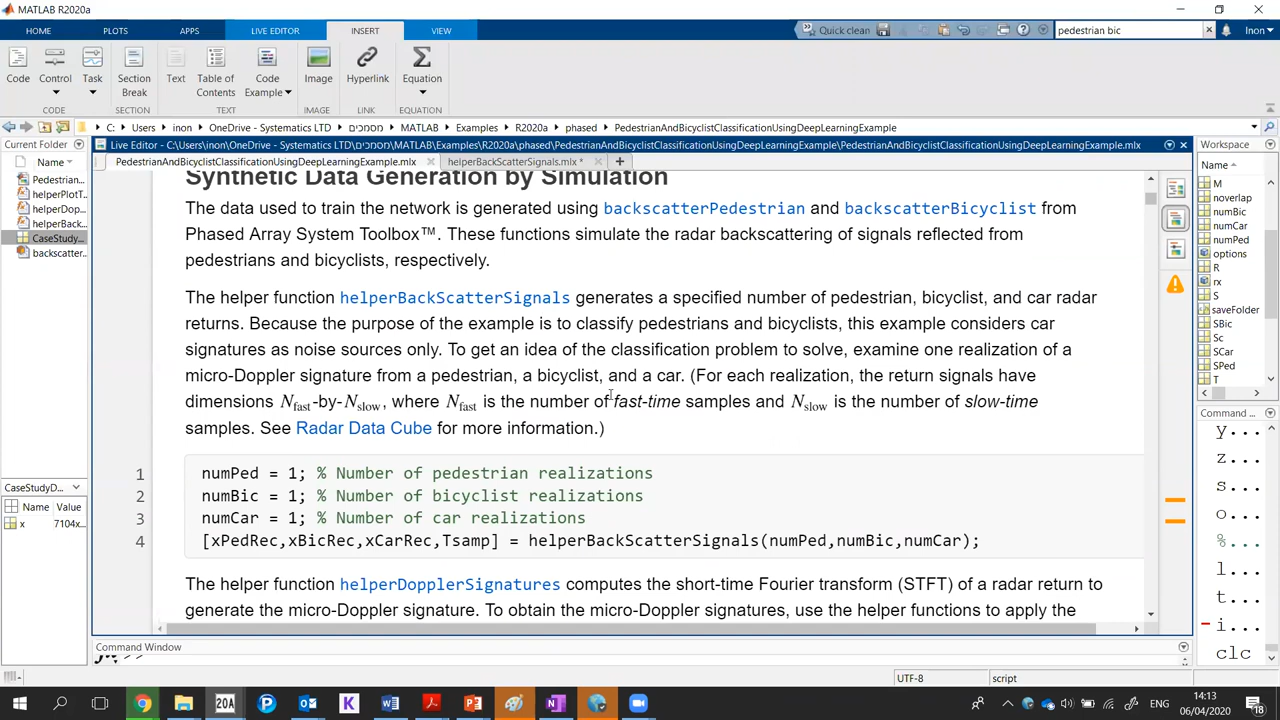 MATLAB R2020a
HOME PLOTS APPS LIVE EDITOR INSERT VIEW
Quick clean
pedestrian bic
Inon
Code Control Task Section Break Text Table of Contents Code Example Image Hyperlink Equation
CODE SECTION TEXT IMAGE LINK EQUATION
C: Users inon OneDrive - Systematics LTD מסמכים MATLAB Examples R2020a phased PedestrianAndBicyclistClassificationUsingDeepLearningExample
Current Folder
Live Editor - C:\Users\inon\OneDrive - Systematics LTD\מסמכים\MATLAB\Examples\R2020a\phased\PedestrianAndBicyclistClassificationUsingDeepLearningExample\PedestrianAndBicyclistClassificationUsingDeepLearningExample.mlx
Workspace
Name
PedestrianAndBicyclistClassificationUsingDeepLearningExample.mlx
helperBackScatterSignals.mlx *
Name
Pedestrian...
helperPlotT...
helperDop...
helperBack...
CaseStudy...
backscatter...
Synthetic Data Generation by Simulation
The data used to train the network is generated using backscatterPedestrian and backscatterBicyclist from
Phased Array System Toolbox™. These functions simulate the radar backscattering of signals reflected from
pedestrians and bicyclists, respectively.
The helper function helperBackScatterSignals generates a specified number of pedestrian, bicyclist, and car radar
returns. Because the purpose of the example is to classify pedestrians and bicyclists, this example considers car
signatures as noise sources only. To get an idea of the classification problem to solve, examine one realization of a
micro-Doppler signature from a pedestrian, a bicyclist, and a car. (For each realization, the return signals have
dimensions Nfast-by-Nslow, where Nfast is the number of fast-time samples and Nslow is the number of slow-time
samples. See Radar Data Cube for more information.)
1 numPed = 1; % Number of pedestrian realizations
2 numBic = 1; % Number of bicyclist realizations
3 numCar = 1; % Number of car realizations
4 [xPedRec,xBicRec,xCarRec,Tsamp] = helperBackScatterSignals(numPed,numBic,numCar);
The helper function helperDopplerSignatures computes the short-time Fourier transform (STFT) of a radar return to
generate the micro-Doppler signature. To obtain the micro-Doppler signatures, use the helper functions to apply the
CaseStudyD...
Name Value
x 7104x...
M
noverlap
numBic
numCar
numPed
options
R
rx
S
saveFolder
SBic
Sc
SCar
SPed
T
Command ...
y...
z...
s...
o...
%...
l...
t...
i...
clc
Command Window
fx >>
UTF-8
script
ENG
14:13
06/04/2020
18